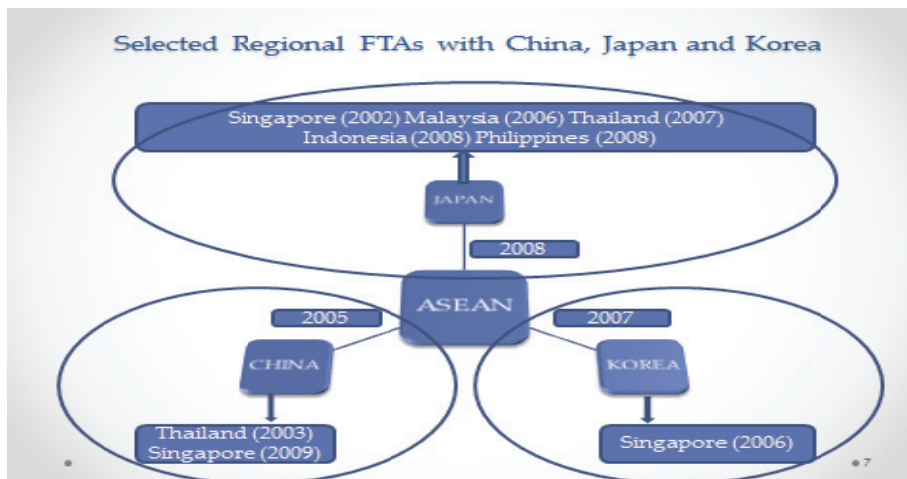 Selected Regional FTAs with China, Japan and Korea
Singapore (2002) Malaysia (2006) Thailand (2007)
Indonesia (2008) Philippines (2008)
JAPAN
2008
ASEAN
2005
2007
CHINA
KOREA
Thailand (2003)
Singapore (2009)
Singapore (2006)
7